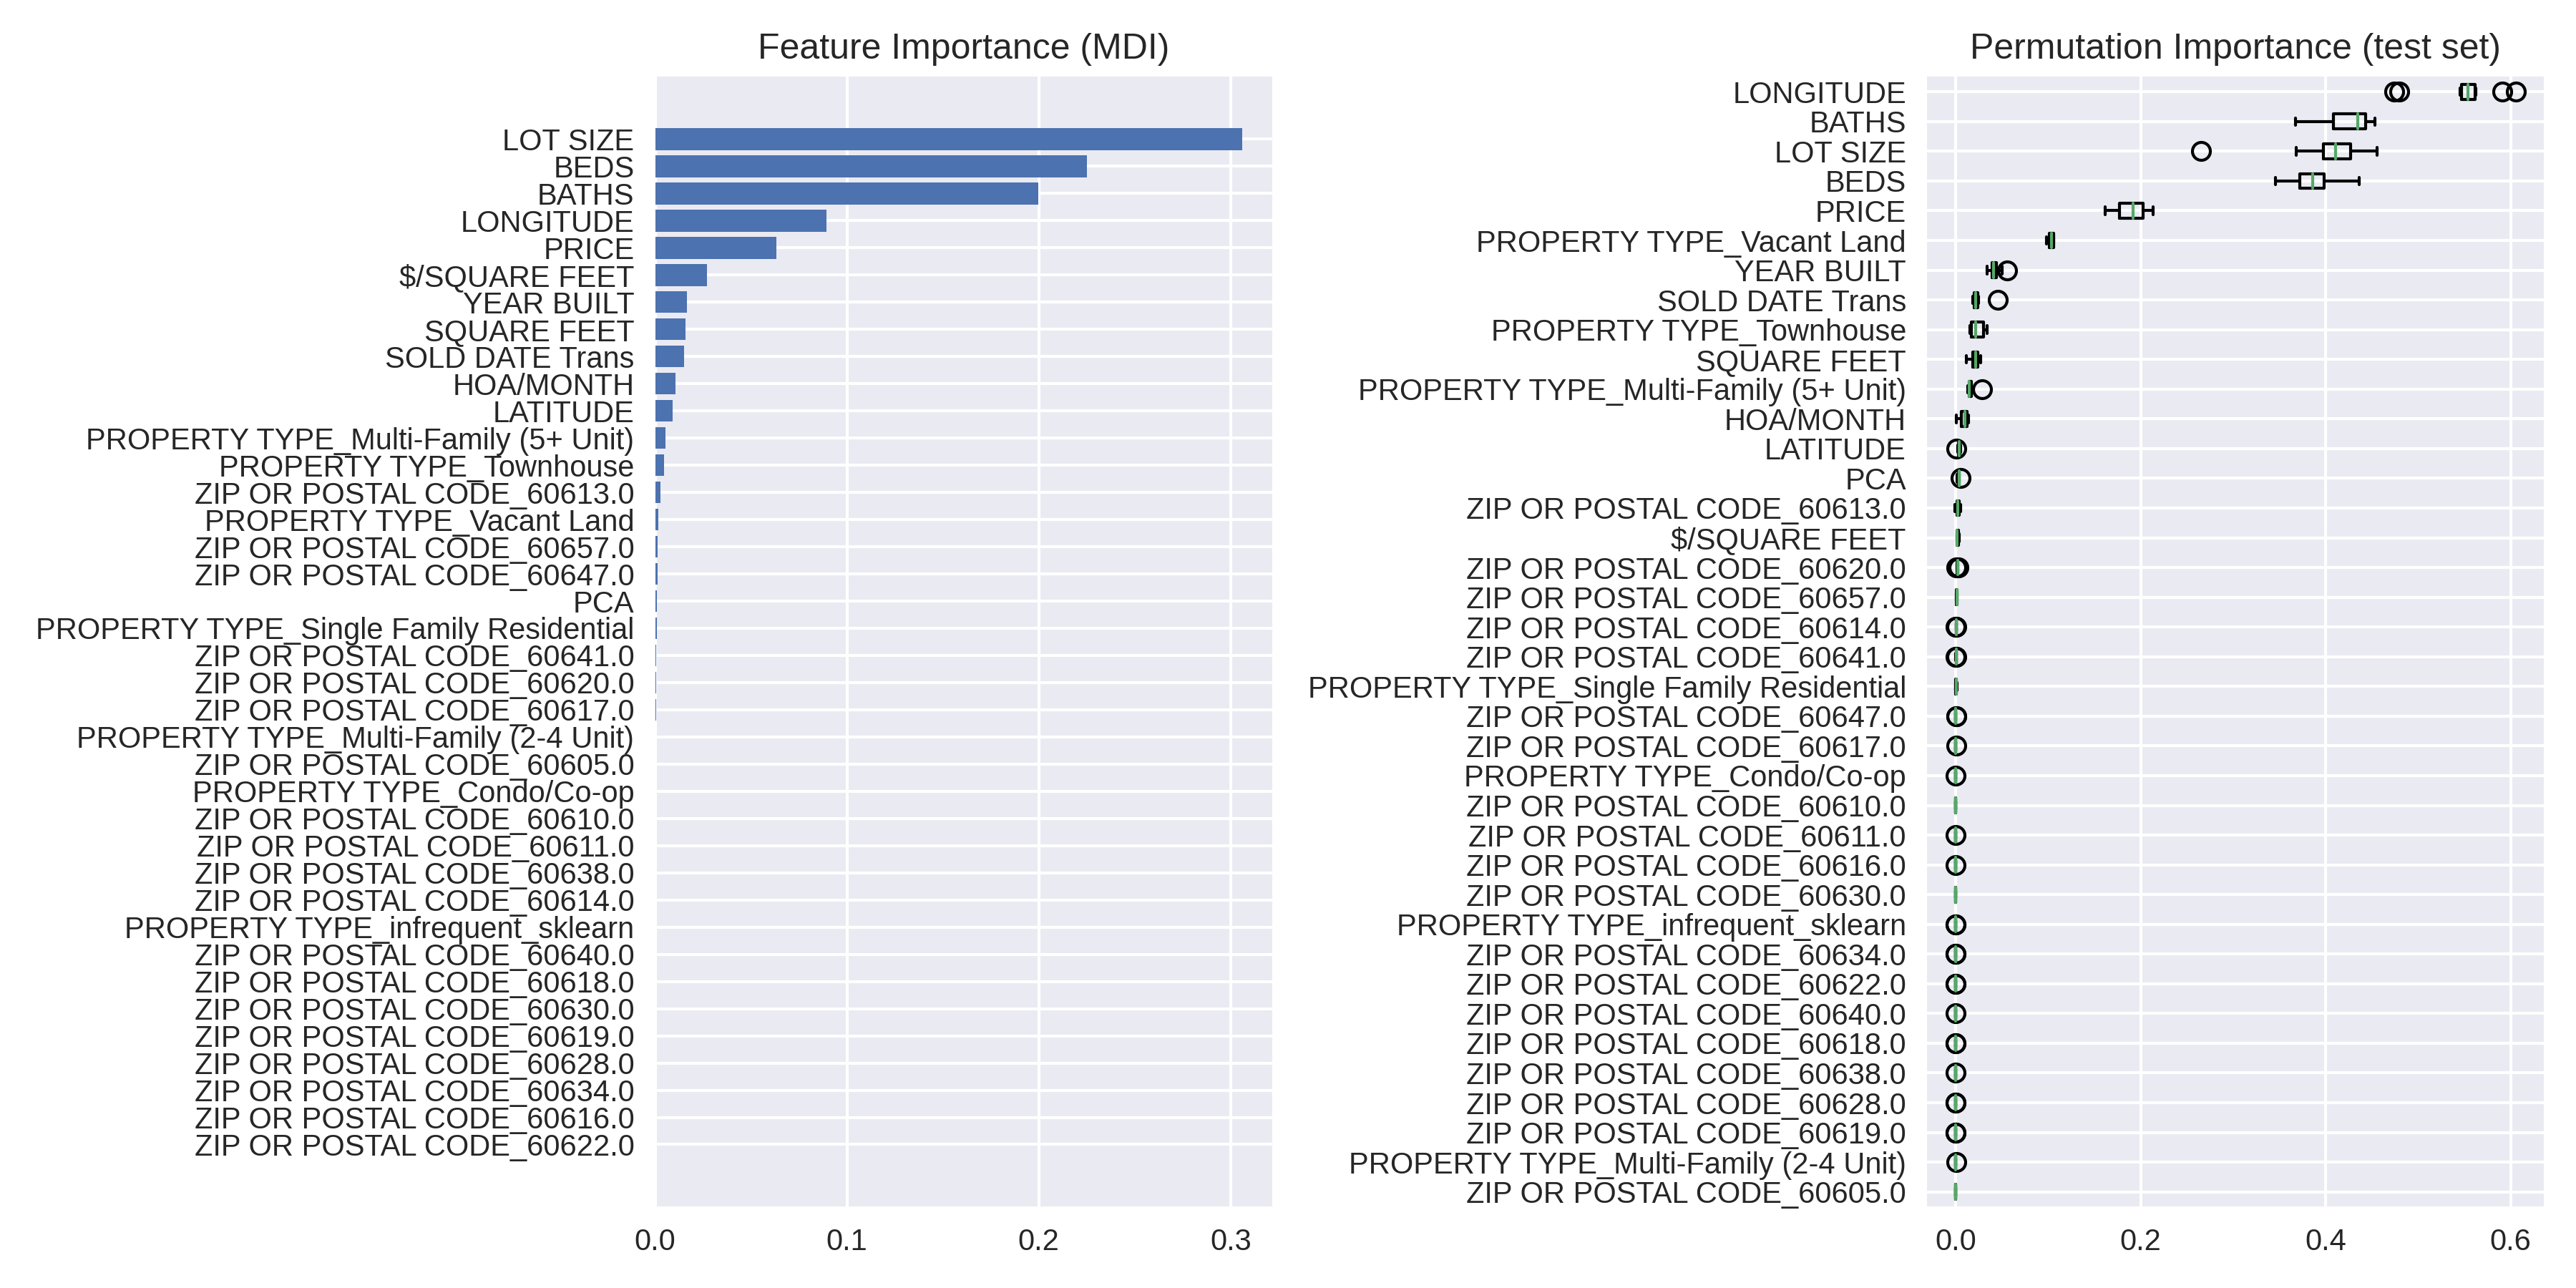 Feature Importance (MDI)
LOT SIZE
BEDS
BATHS
LONGITUDE
PRICE
$/SQUARE FEET
YEAR BUILT
SQUARE FEET
SOLD DATE Trans
HOA/MONTH
LATITUDE
PROPERTY TYPE_Multi-Family (5+ Unit)
PROPERTY TYPE_Townhouse
ZIP OR POSTAL CODE_60613.0
PROPERTY TYPE_Vacant Land
ZIP OR POSTAL CODE_60657.0
ZIP OR POSTAL CODE_60647.0
PCA
PROPERTY TYPE_Single Family Residential
ZIP OR POSTAL CODE_60641.0
ZIP OR POSTAL CODE_60620.0
ZIP OR POSTAL CODE_60617.0
PROPERTY TYPE_Multi-Family (2-4 Unit)
ZIP OR POSTAL CODE_60605.0
PROPERTY TYPE_Condo/Co-op
ZIP OR POSTAL CODE_60610.0
ZIP OR POSTAL CODE_60611.0
ZIP OR POSTAL CODE_60638.0
ZIP OR POSTAL CODE_60614.0
PROPERTY TYPE_infrequent_sklearn
ZIP OR POSTAL CODE_60640.0
ZIP OR POSTAL CODE_60618.0
ZIP OR POSTAL CODE_60630.0
ZIP OR POSTAL CODE_60619.0
ZIP OR POSTAL CODE_60628.0
ZIP OR POSTAL CODE_60634.0
ZIP OR POSTAL CODE_60616.0
ZIP OR POSTAL CODE_60622.0
0.0 0.1 0.2 0.3
Permutation Importance (test set)
LONGITUDE
BATHS
LOT SIZE
BEDS
PRICE
PROPERTY TYPE_Vacant Land
YEAR BUILT
SOLD DATE Trans
PROPERTY TYPE_Townhouse
SQUARE FEET
PROPERTY TYPE_Multi-Family (5+ Unit)
HOA/MONTH
LATITUDE
PCA
ZIP OR POSTAL CODE_60613.0
$/SQUARE FEET
ZIP OR POSTAL CODE_60620.0
ZIP OR POSTAL CODE_60657.0
ZIP OR POSTAL CODE_60614.0
ZIP OR POSTAL CODE_60641.0
PROPERTY TYPE_Single Family Residential
ZIP OR POSTAL CODE_60647.0
ZIP OR POSTAL CODE_60617.0
PROPERTY TYPE_Condo/Co-op
ZIP OR POSTAL CODE_60610.0
ZIP OR POSTAL CODE_60611.0
ZIP OR POSTAL CODE_60616.0
ZIP OR POSTAL CODE_60630.0
PROPERTY TYPE_infrequent_sklearn
ZIP OR POSTAL CODE_60634.0
ZIP OR POSTAL CODE_60622.0
ZIP OR POSTAL CODE_60640.0
ZIP OR POSTAL CODE_60618.0
ZIP OR POSTAL CODE_60638.0
ZIP OR POSTAL CODE_60628.0
ZIP OR POSTAL CODE_60619.0
PROPERTY TYPE_Multi-Family (2-4 Unit)
ZIP OR POSTAL CODE_60605.0
0.0 0.2 0.4 0.6